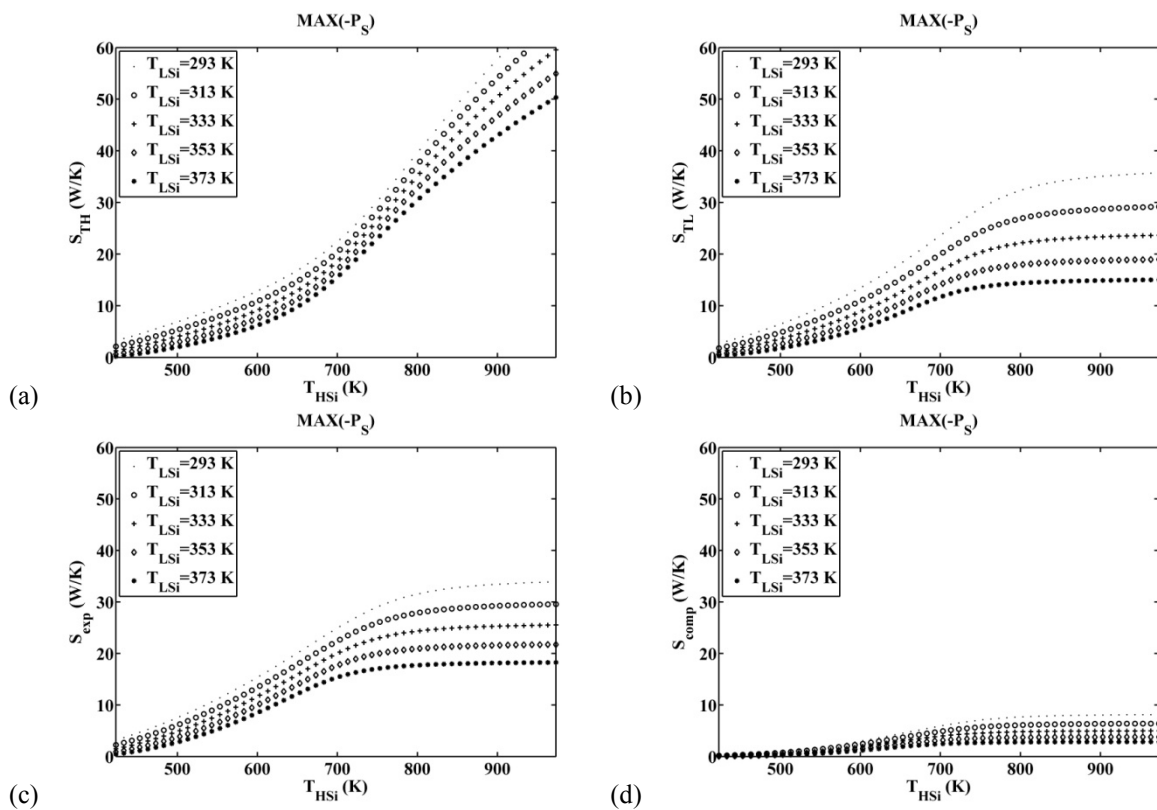 MAX(-P_S)
60
50
40
30
20
10
0
S_TH (W/K)
T_LSi=293 K
T_LSi=313 K
T_LSi=333 K
T_LSi=353 K
T_LSi=373 K
500 600 700 800 900
T_HSi (K)
(a)
MAX(-P_S)
60
50
40
30
20
10
0
S_TL (W/K)
T_LSi=293 K
T_LSi=313 K
T_LSi=333 K
T_LSi=353 K
T_LSi=373 K
500 600 700 800 900
T_HSi (K)
(b)
MAX(-P_S)
60
50
40
30
20
10
0
S_exp (W/K)
T_LSi=293 K
T_LSi=313 K
T_LSi=333 K
T_LSi=353 K
T_LSi=373 K
500 600 700 800 900
T_HSi (K)
(c)
MAX(-P_S)
60
50
40
30
20
10
0
S_comp (W/K)
T_LSi=293 K
T_LSi=313 K
T_LSi=333 K
T_LSi=353 K
T_LSi=373 K
500 600 700 800 900
T_HSi (K)
(d)